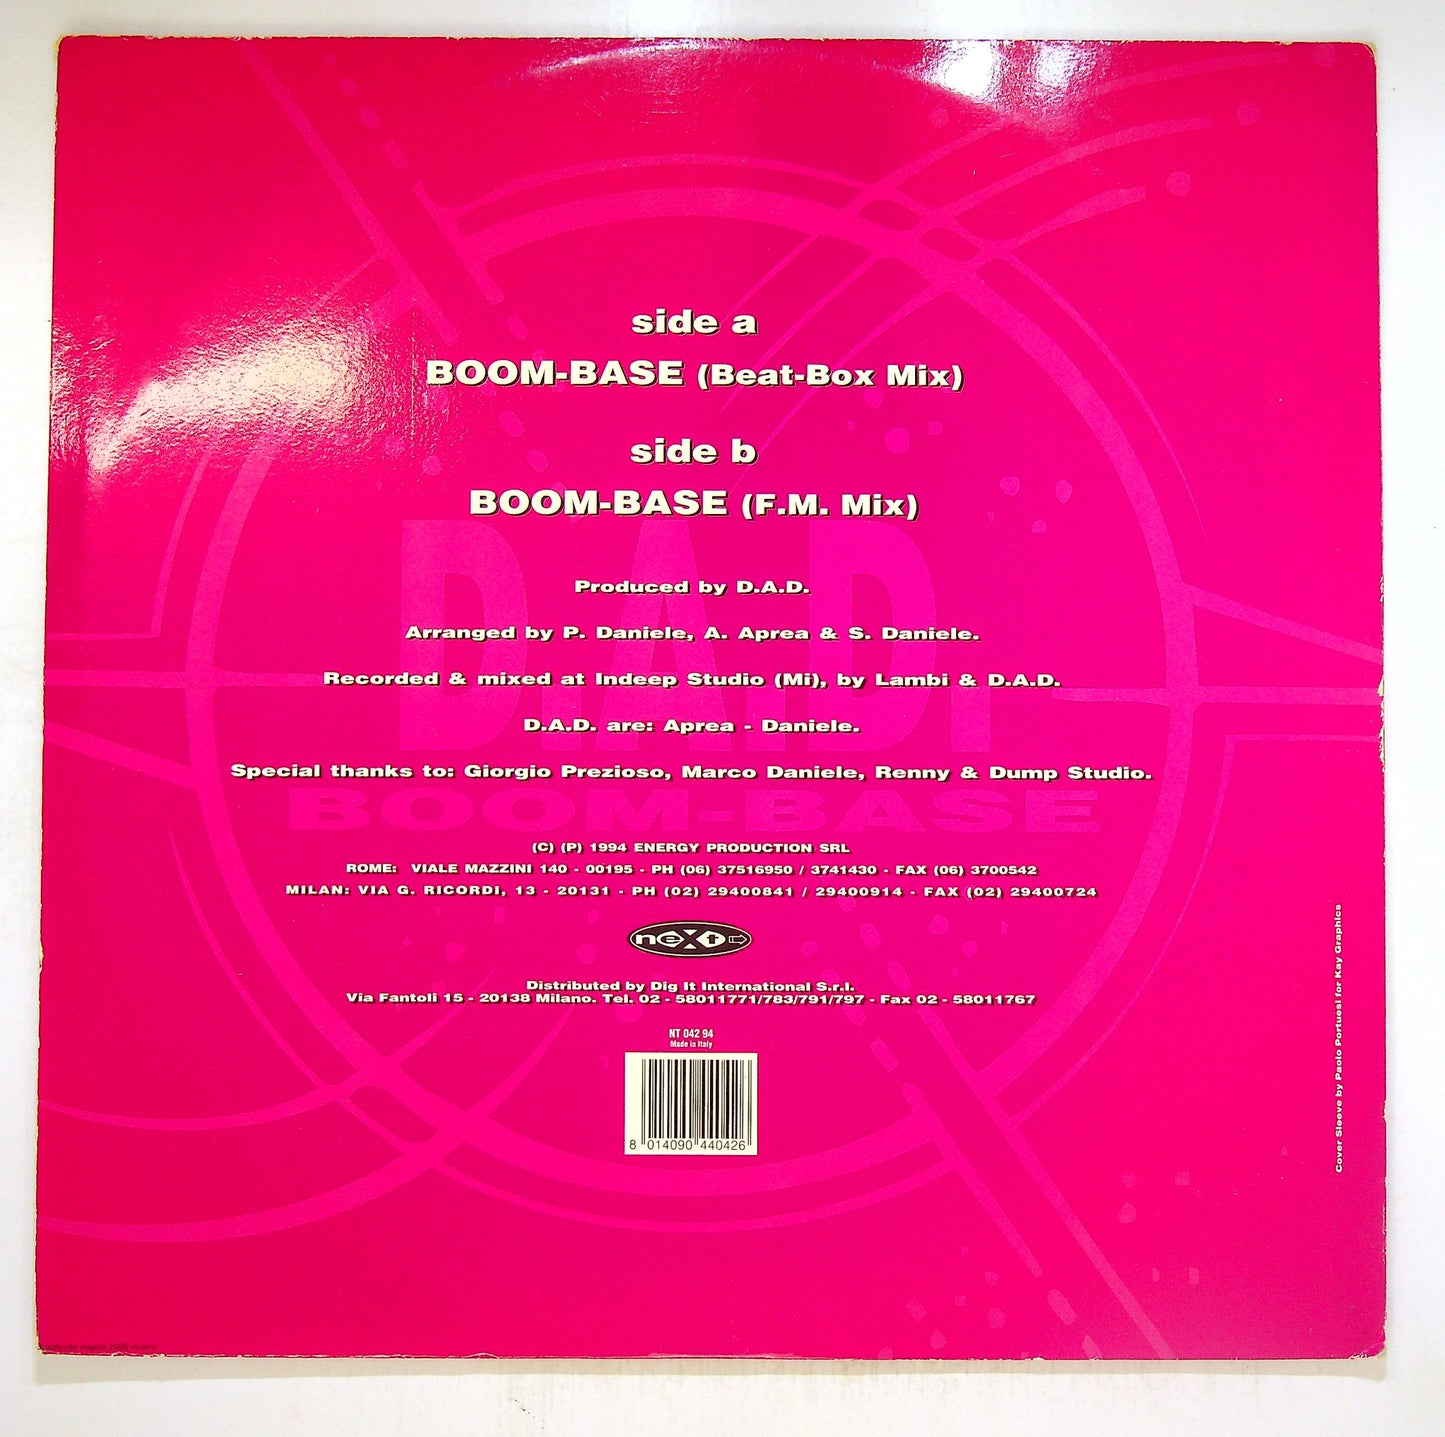 side a
BOOM-BASE (Beat-Box Mix)
side b
BOOM-BASE (F.M. Mix)
D.A.D.
Produced by D.A.D.
Arranged by P. Daniele, A. Aprea & S. Daniele.
Recorded & mixed at Indeep Studio (Mi), by Lambi & D.A.D.
D.A.D. are: Aprea - Daniele.
Special thanks to: Giorgio Prezioso, Marco Daniele, Renny & Dump Studio.
BOOM-BASE
(C) (P) 1994 ENERGY PRODUCTION SRL
ROME: VIALE MAZZINI 140 - 00195 - PH (06) 37516950 / 3741430 - FAX (06) 3700542
MILAN: VIA G. RICORDI, 13 - 20131 - PH (02) 29400841 / 29400914 - FAX (02) 29400724
neXt
Distributed by Dig It International S.r.l.
Via Fantoli 15 - 20138 Milano. Tel. 02 - 58011771/783/791/797 - Fax 02 - 58011767
NT 042 94
Made in Italy
8 014090 440426
Cover Sleeve by Paolo Portuesi for Kay Graphics